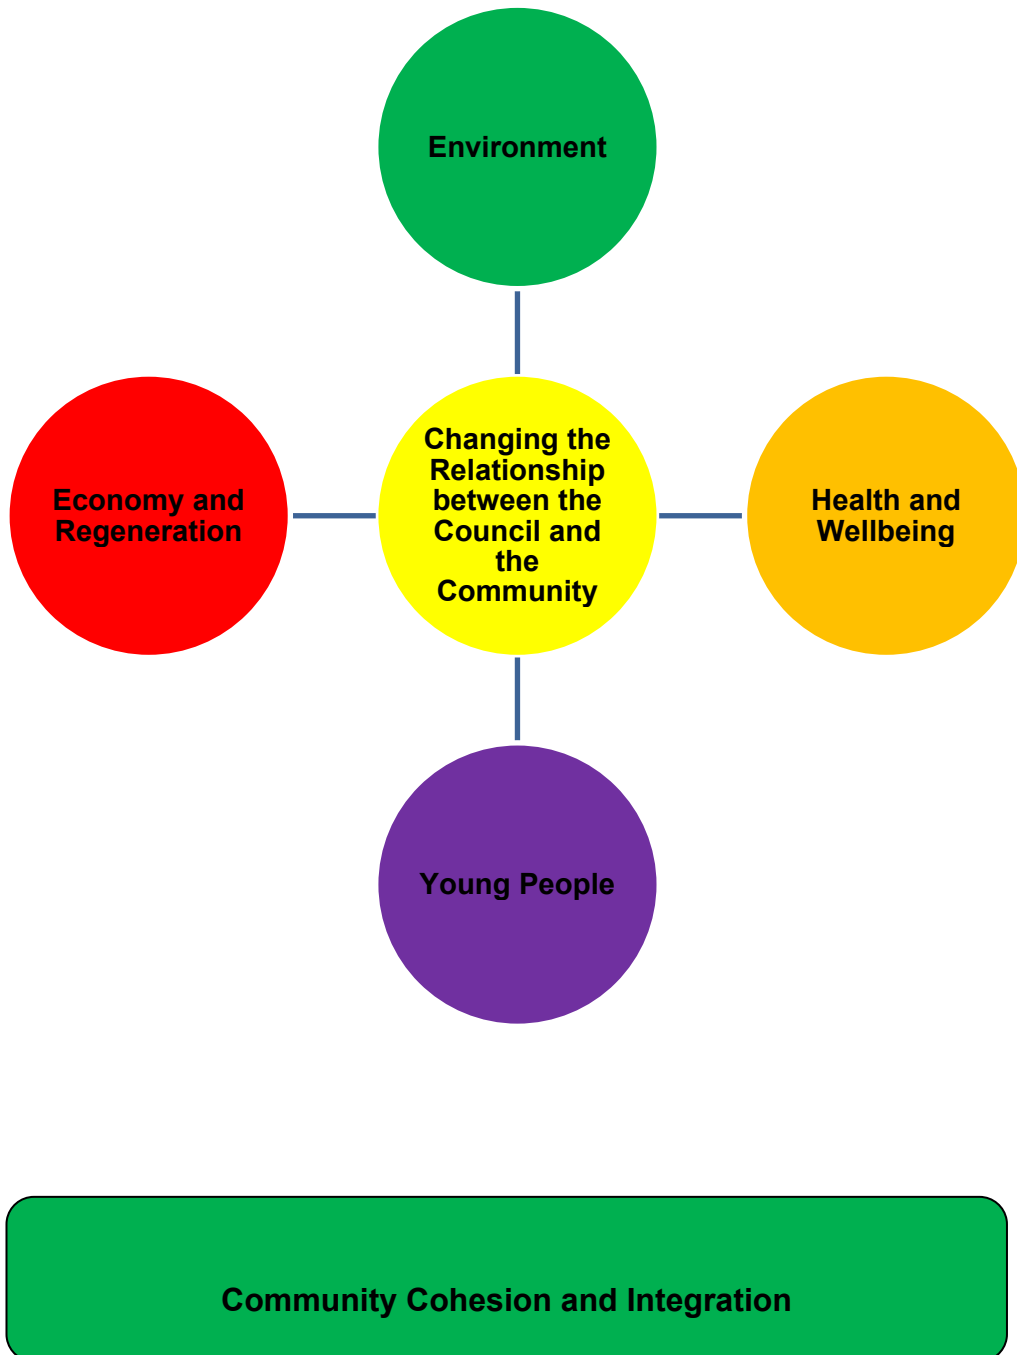 Environment
Economy and
Regeneration
Changing the
Relationship
between the
Council and
the
Community
Health and
Wellbeing
Young People
Community Cohesion and Integration